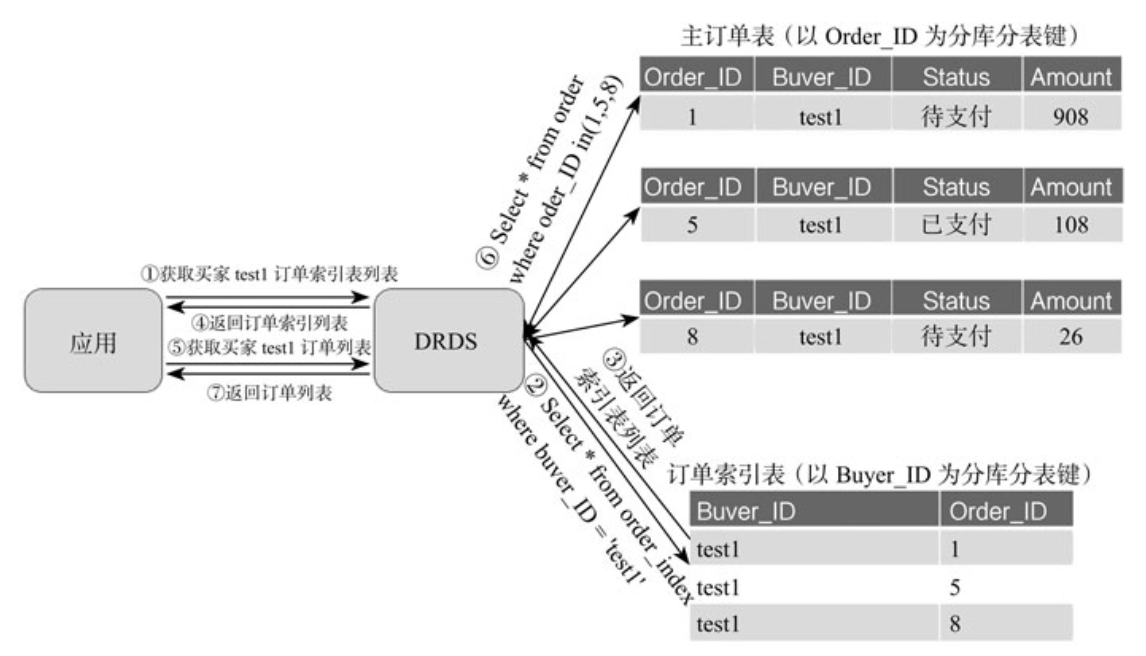 主订单表（以 Order_ID 为分库分表键）
Order_ID Buver_ID Status Amount
1 test1 待支付 908
Order_ID Buver_ID Status Amount
5 test1 已支付 108
Order_ID Buver_ID Status Amount
8 test1 待支付 26
⑥ Select * from order
where oder_ID in(1,5,8)
①获取买家 test1 订单索引表列表
④返回订单索引列表
⑤获取买家 test1 订单列表
⑦返回订单列表
应用
DRDS
③返回订单
索引表列表
② Select * from order_index
where buver_ID = 'test1'
订单索引表（以 Buyer_ID 为分库分表键）
Buver_ID Order_ID
test1 1
test1 5
test1 8